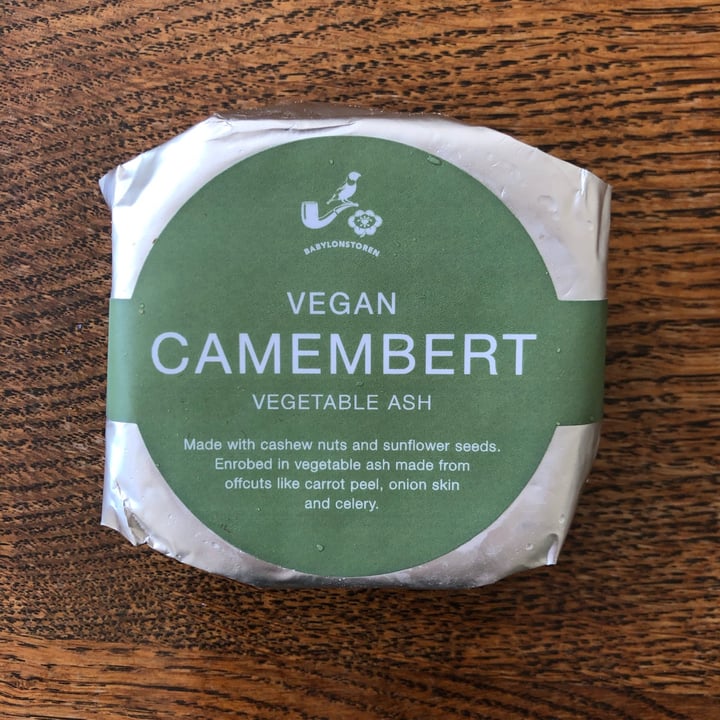 BABYLONSTOREN
VEGAN
CAMEMBERT
VEGETABLE ASH
Made with cashew nuts and sunflower seeds.
Enrobed in vegetable ash made from
offcuts like carrot peel, onion skin
and celery.